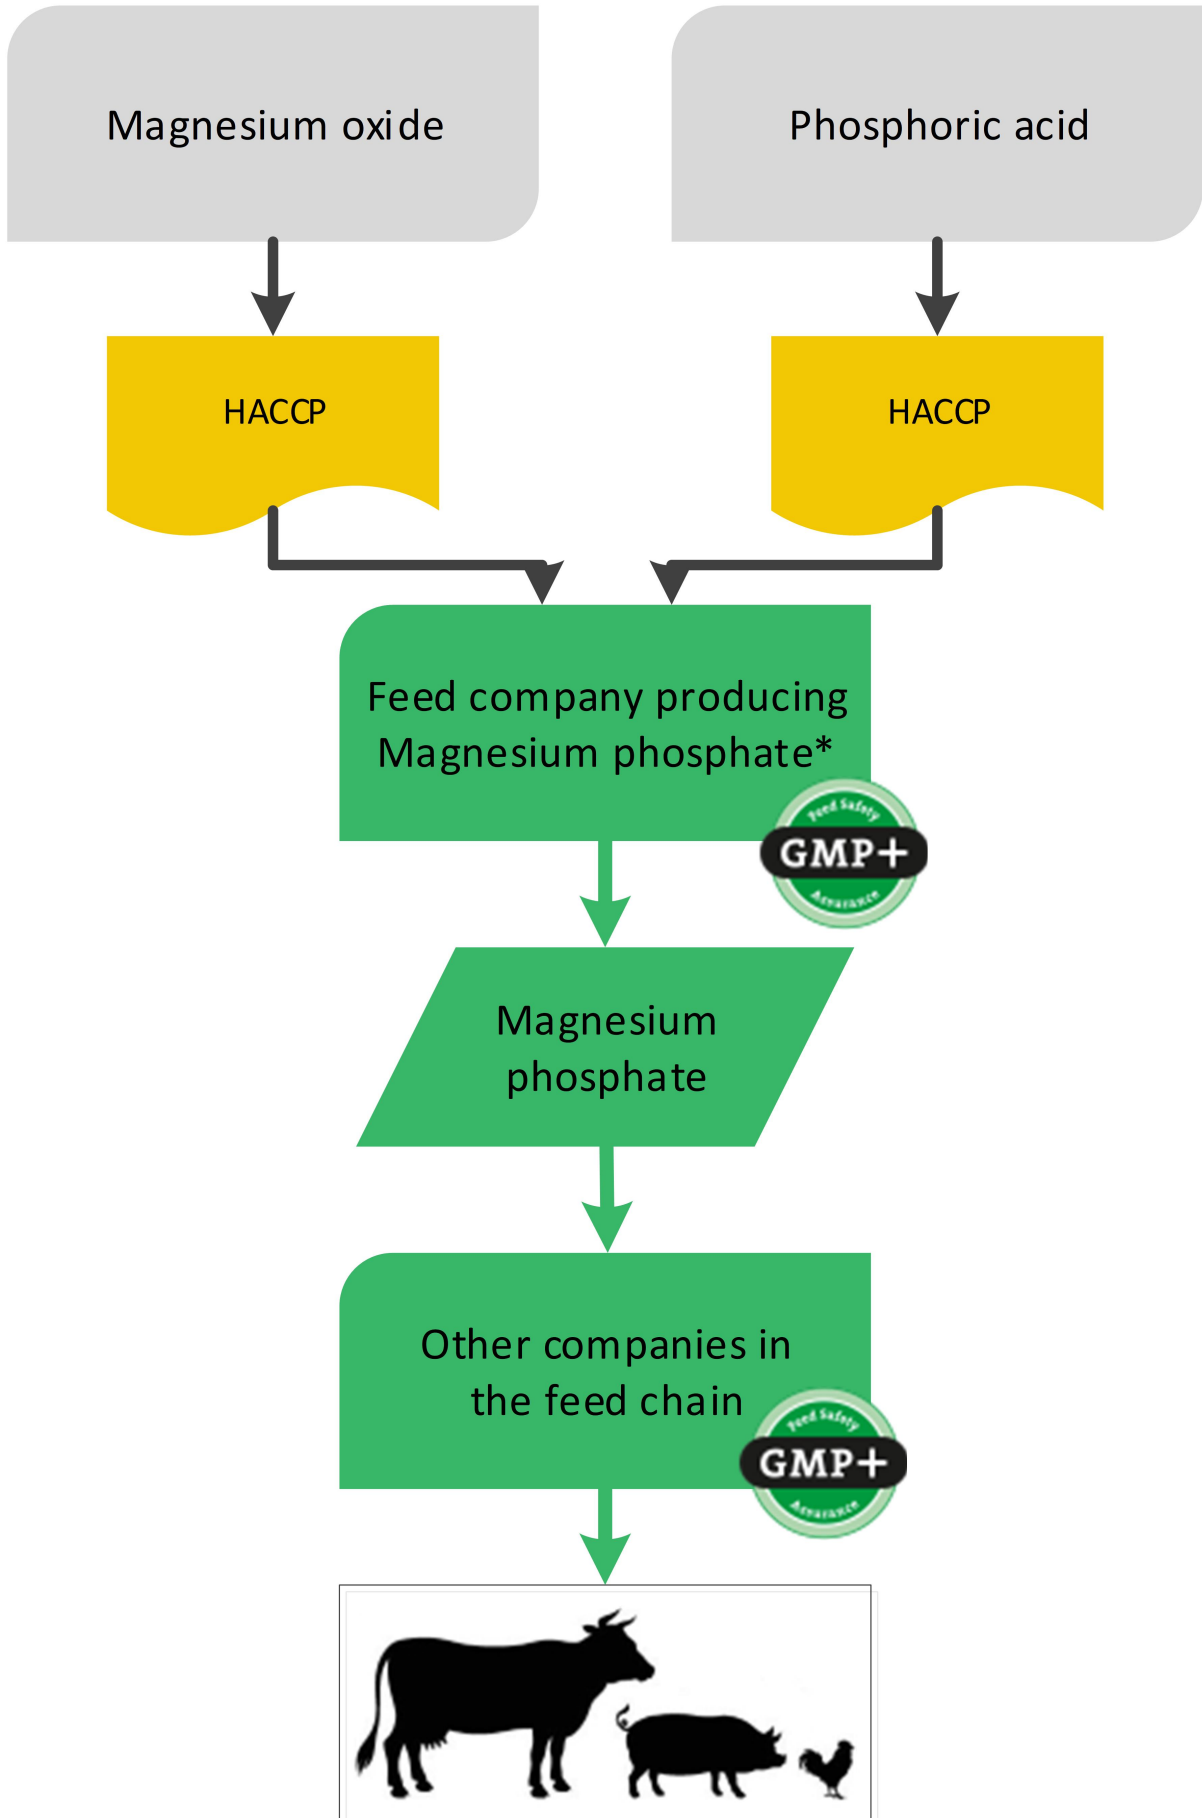 Magnesium oxide
Phosphoric acid
HACCP
HACCP
Feed company producing
Magnesium phosphate*
Feed Safety
GMP+
Assurance
Magnesium
phosphate
Other companies in
the feed chain
Feed Safety
GMP+
Assurance